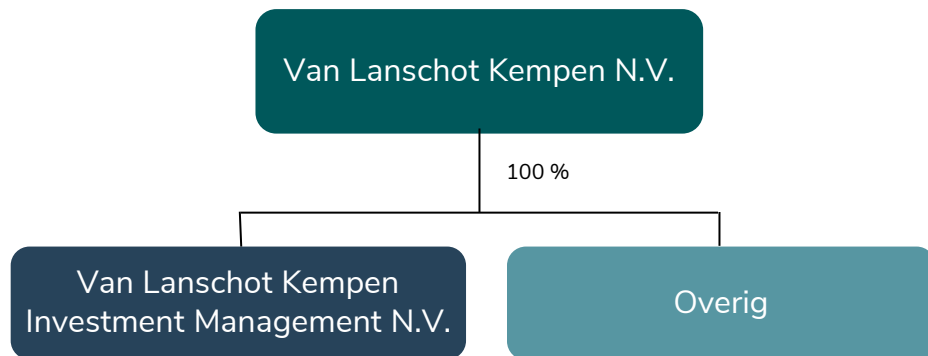 Van Lanschot Kempen N.V.
100 %
Van Lanschot Kempen
Investment Management N.V.
Overig